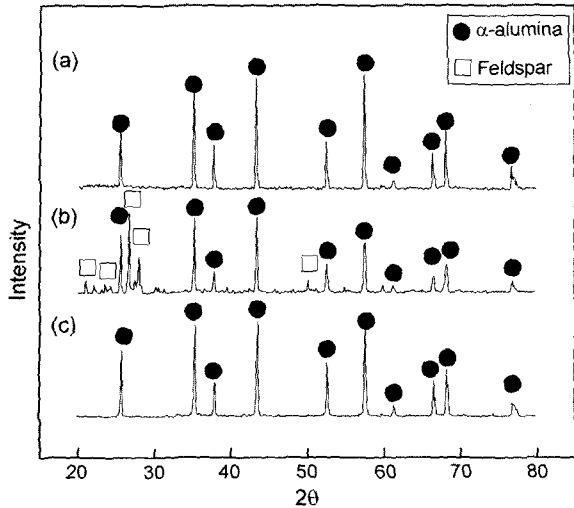 α-alumina
Feldspar
(a)
(b)
(c)
Intensity
20 30 40 50 60 70 80
2θ